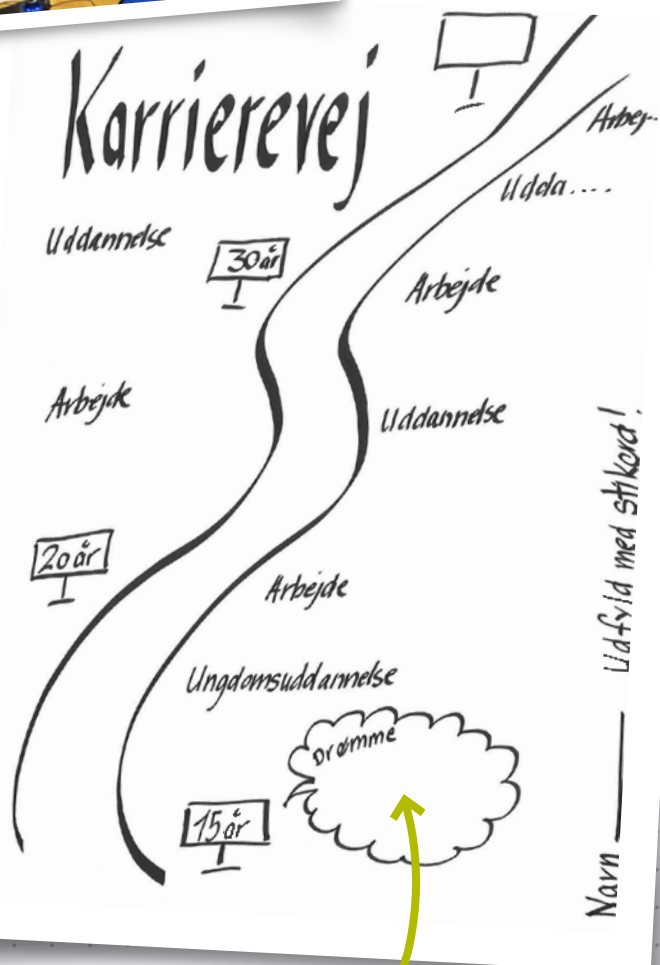 Karrierevej
Arbej..
Udda....
Uddannelse
30 år
Arbejde
Arbejde
Uddannelse
20 år
Arbejde
Ungdomsuddannelse
Drømme
15 år
Navn
Udfyld med stikord!